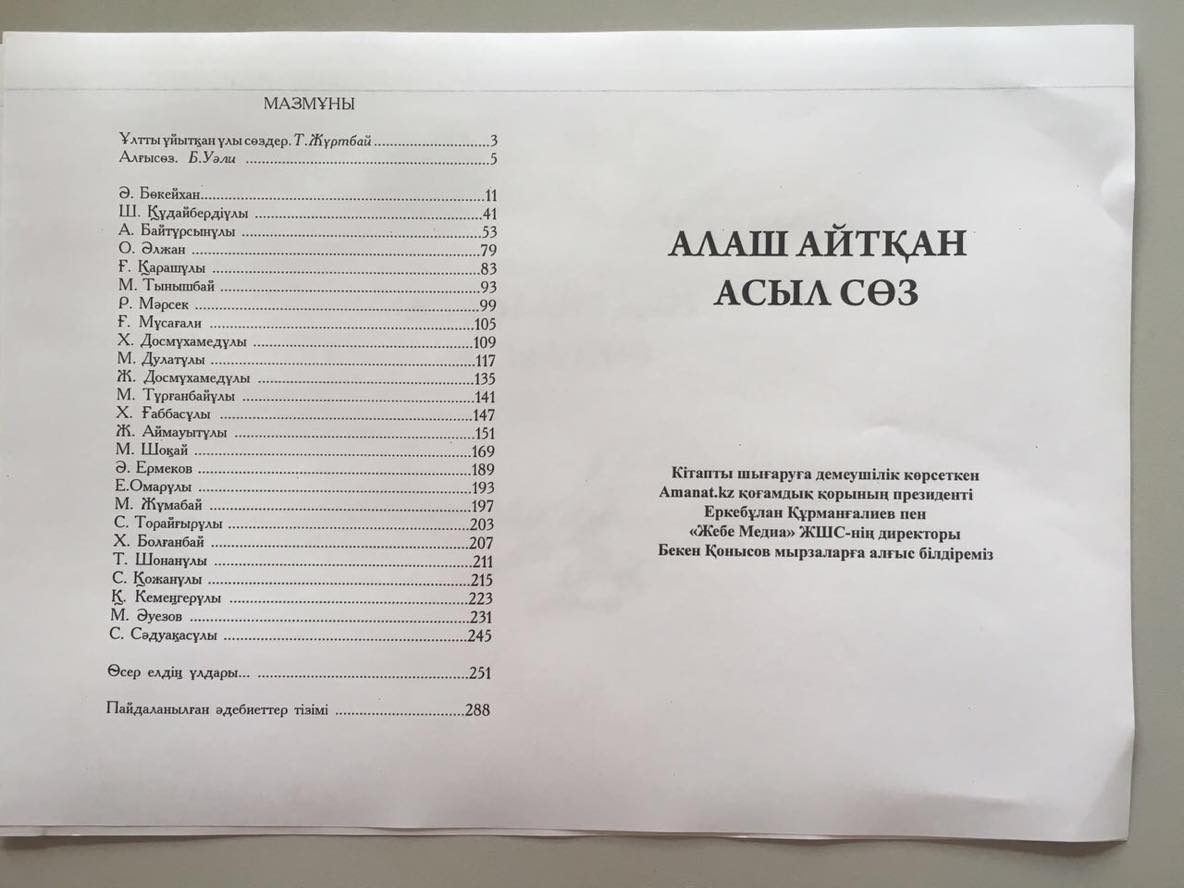 МАЗМҰНЫ
Ұлтты ұйытқан ұлы сөздер. Т.Жұртбай ..............................3
Алғысөз. Б.Уәли ..............................5
Ә. Бөкейхан..............................11
Ш. Құдайбердіұлы ..............................41
А. Байтұрсынұлы ..............................53
О. Әлжан ..............................79
Ғ. Қарашұлы ..............................83
М. Тынышбай ..............................93
Р. Мәрсек ..............................99
Ғ. Мұсағали ..............................105
Х. Досмұхамедұлы ..............................109
М. Дулатұлы ..............................117
Ж. Досмұхамедұлы ..............................135
М. Тұрғанбайұлы ..............................141
Х. Ғаббасұлы ..............................147
Ж. Аймауытұлы ..............................151
М. Шоқай ..............................169
Ә. Ермеков ..............................189
Е.Омарұлы ..............................193
М. Жұмабай ..............................197
С. Торайғырұлы ..............................203
Х. Болғанбай ..............................207
Т. Шонанұлы ..............................211
С. Қожанұлы ..............................215
Қ. Кемеңгерұлы ..............................223
М. Әуезов ..............................231
С. Сәдуақасұлы ..............................245
Өсер елдің ұлдары... ..............................251
Пайдаланылған әдебиеттер тізімі ..............................288
АЛАШ АЙТҚАН
АСЫЛ СӨЗ
Кітапты шығаруға демеушілік көрсеткен
Amanat.kz қоғамдық қорының президенті
Еркебұлан Құрманғалиев пен
«Жебе Медиа» ЖШС-нің директоры
Бекен Қонысов мырзаларға алғыс білдіреміз